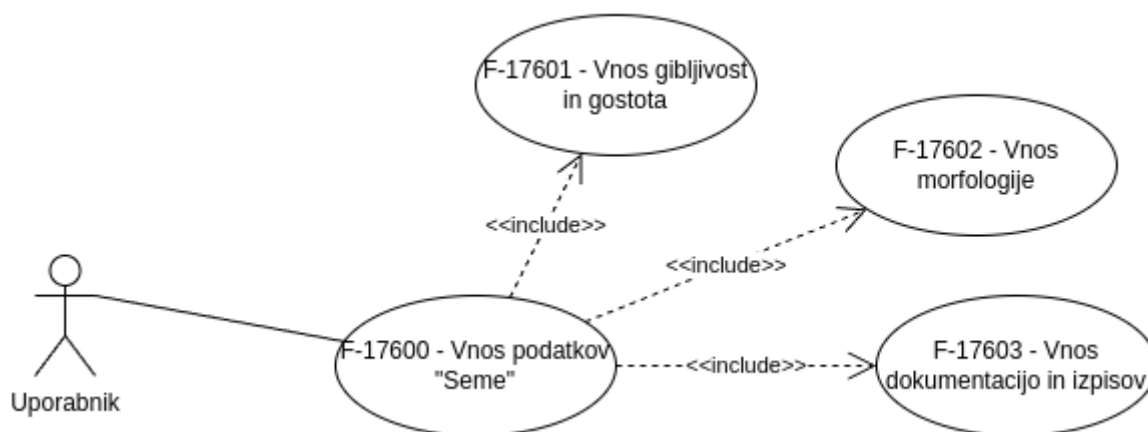 F-17601 - Vnos gibljivost
in gostota
F-17602 - Vnos
morfologije
<<include>>
<<include>>
F-17600 - Vnos podatkov
"Seme"
<<include>>
F-17603 - Vnos
dokumentacijo in izpisov
Uporabnik